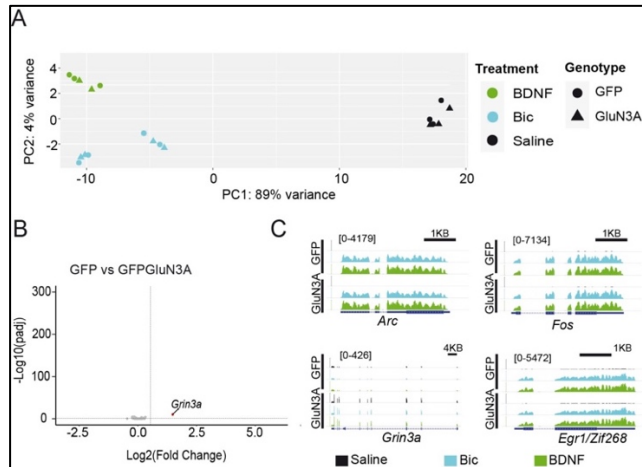 A
PC2: 4% variance
4
2
0
-2
-10
0
10
20
PC1: 89% variance
Treatment
BDNF
Bic
Saline
Genotype
GFP
GluN3A
B
GFP vs GFPGluN3A
-Log10(padj)
300
200
100
0
Grin3a
-2.5
0.0
2.5
5.0
Log2(Fold Change)
C
[0-4179]
1KB
GFP
GluN3A
Arc
[0-7134]
1KB
GFP
GluN3A
Fos
[0-426]
4KB
GFP
GluN3A
Grin3a
[0-5472]
1KB
GFP
GluN3A
Egr1/Zif268
Saline
Bic
BDNF